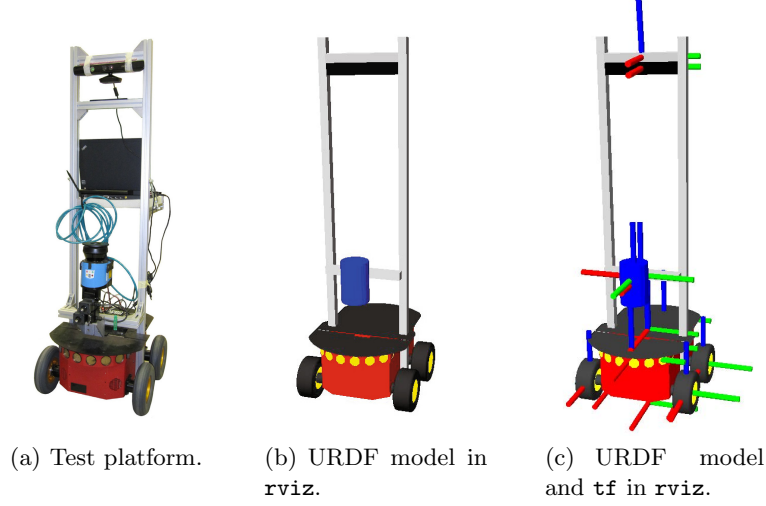 (a) Test platform.
(b) URDF model in
rviz.
(c) URDF model
and tf in rviz.